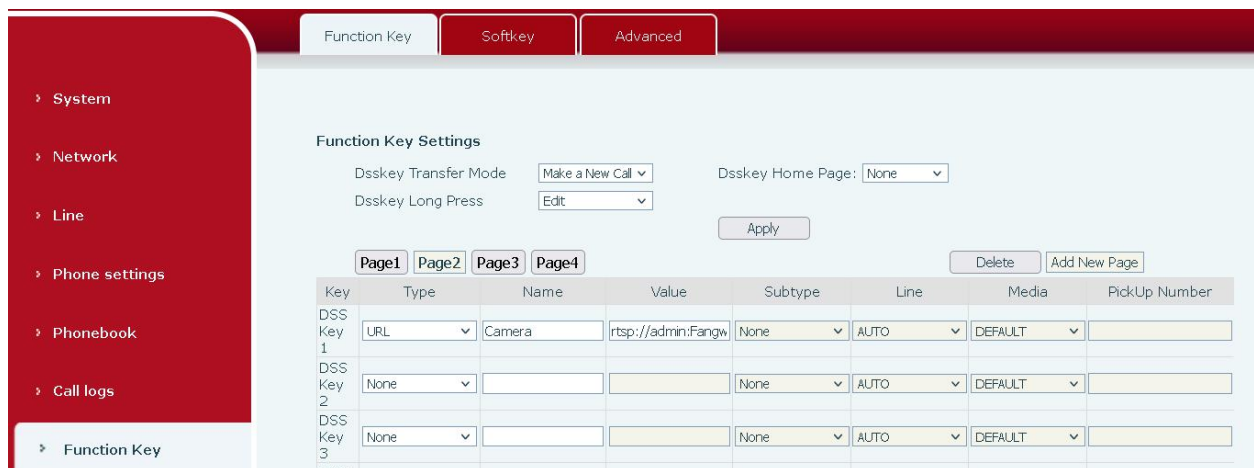 Function Key Softkey Advanced
System
Network
Line
Phone settings
Phonebook
Call logs
Function Key
Function Key Settings
Dsskey Transfer Mode Make a New Call Dsskey Home Page: None
Dsskey Long Press Edit
Apply
Page1 Page2 Page3 Page4 Delete Add New Page
Key Type Name Value Subtype Line Media PickUp Number
DSS Key 1 URL Camera rtsp://admin:Fangw None AUTO DEFAULT
DSS Key 2 None None AUTO DEFAULT
DSS Key 3 None None AUTO DEFAULT